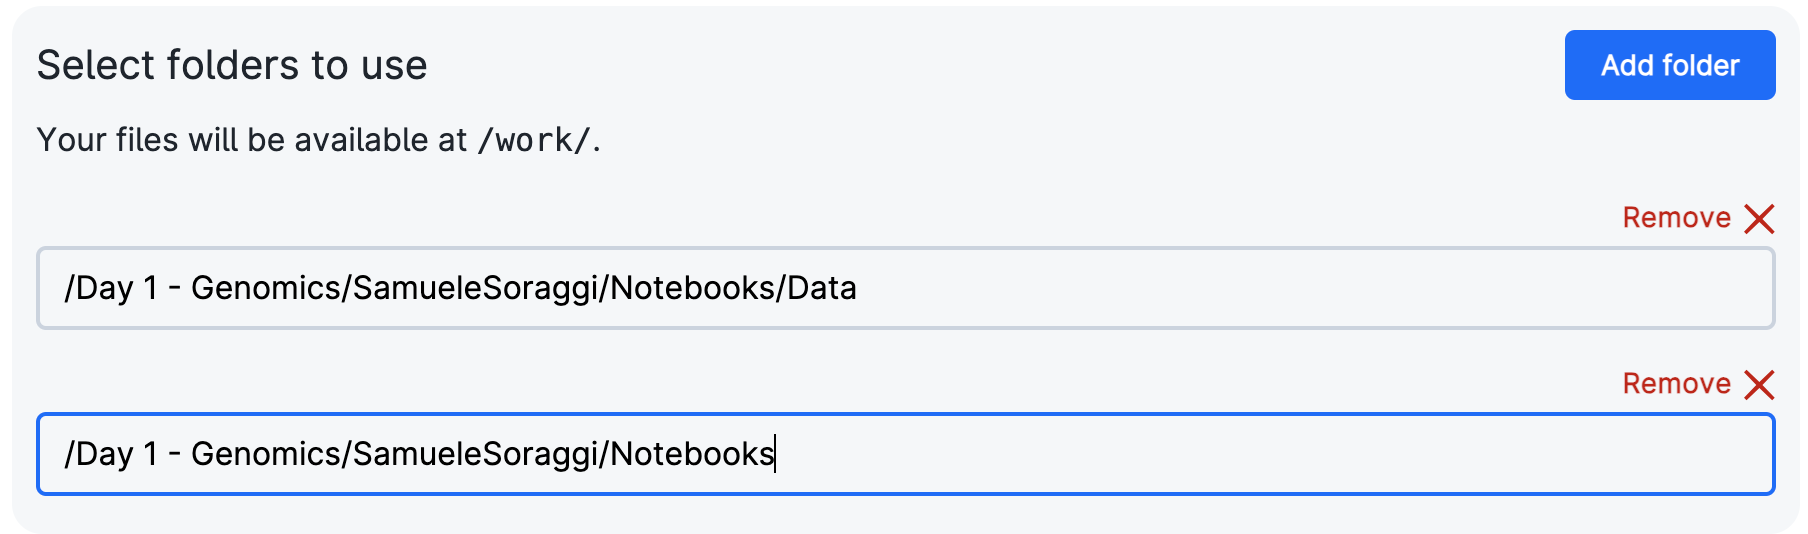 Select folders to use
Add folder
Your files will be available at /work/.
Remove
/Day 1 - Genomics/SamueleSoraggi/Notebooks/Data
Remove
/Day 1 - Genomics/SamueleSoraggi/Notebooks